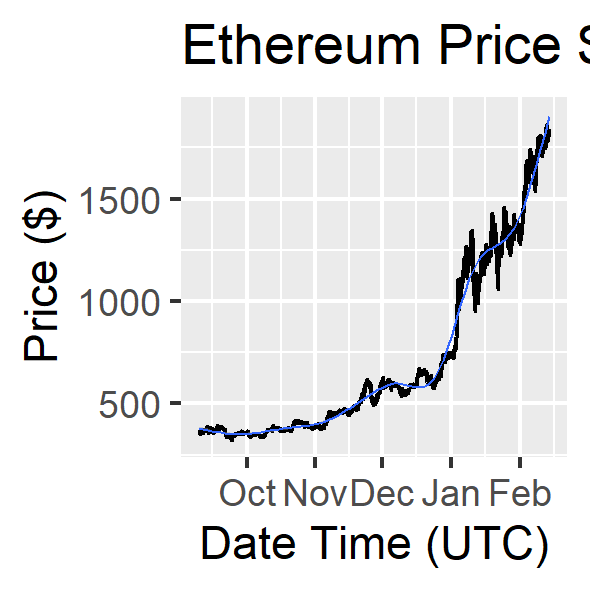 Ethereum Price
Price ($)
1500
1000
500
Oct Nov Dec Jan Feb
Date Time (UTC)